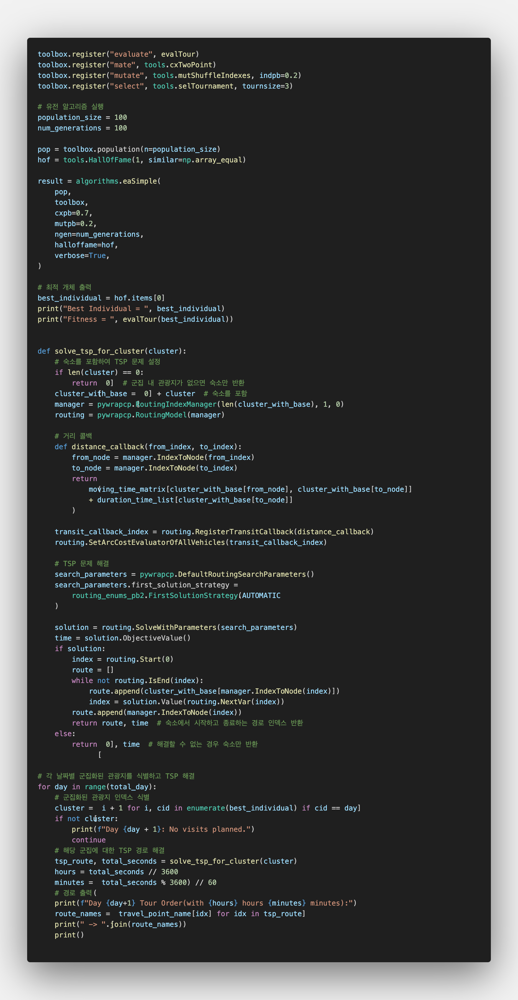 toolbox.register("evaluate", evalTour)
toolbox.register("mate", tools.cxTwoPoint)
toolbox.register("mutate", tools.mutShuffleIndexes, indpb=0.2)
toolbox.register("select", tools.selTournament, tournsize=3)
# 유전 알고리즘 실행
population_size = 100
num_generations = 100
pop = toolbox.population(n=population_size)
hof = tools.HallOfFame(1, similar=np.array_equal)
result = algorithms.eaSimple(
    pop,
    toolbox,
    cxpb=0.7,
    mutpb=0.2,
    ngen=num_generations,
    halloffame=hof,
    verbose=True,
)
# 최적 개체 출력
best_individual = hof.items[0]
print("Best Individual = ", best_individual)
print("Fitness = ", evalTour(best_individual))
def solve_tsp_for_cluster(cluster):
    # 숙소를 포함하여 TSP 문제 설정
    if len(cluster) == 0:
        return [0]  # 군집 내 관광지가 없으면 숙소만 반환
    cluster_with_base = [0] + cluster  # 숙소를 포함
    manager = pywrapcp.RoutingIndexManager(len(cluster_with_base), 1, 0)
    routing = pywrapcp.RoutingModel(manager)
    # 거리 콜백
    def distance_callback(from_index, to_index):
        from_node = manager.IndexToNode(from_index)
        to_node = manager.IndexToNode(to_index)
        return (
            moving_time_matrix[cluster_with_base[from_node], cluster_with_base[to_node]]
            + duration_time_list[cluster_with_base[to_node]]
        )
    transit_callback_index = routing.RegisterTransitCallback(distance_callback)
    routing.SetArcCostEvaluatorOfAllVehicles(transit_callback_index)
    # TSP 문제 해결
    search_parameters = pywrapcp.DefaultRoutingSearchParameters()
    search_parameters.first_solution_strategy = (
        routing_enums_pb2.FirstSolutionStrategy.AUTOMATIC
    )
    solution = routing.SolveWithParameters(search_parameters)
    time = solution.ObjectiveValue()
    if solution:
        index = routing.Start(0)
        route = []
        while not routing.IsEnd(index):
            route.append(cluster_with_base[manager.IndexToNode(index)])
            index = solution.Value(routing.NextVar(index))
        route.append(manager.IndexToNode(index))
        return route, time  # 숙소에서 시작하고 종료하는 경로 인덱스 반환
    else:
        return [0], time  # 해결할 수 없는 경우 숙소만 반환
# 각 날짜별 군집화된 관광지를 식별하고 TSP 해결
for day in range(total_day):
    # 군집화된 관광지 인덱스 식별
    cluster = [i + 1 for i, cid in enumerate(best_individual) if cid == day]
    if not cluster:
        print(f"Day {day + 1}: No visits planned.")
        continue
    # 해당 군집에 대한 TSP 경로 해결
    tsp_route, total_seconds = solve_tsp_for_cluster(cluster)
    hours = total_seconds // 3600
    minutes = (total_seconds % 3600) // 60
    # 경로 출력
    print(f"Day {day+1} Tour Order(with {hours} hours {minutes} minutes):")
    route_names = [travel_point_name[idx] for idx in tsp_route]
    print(" -> ".join(route_names))
    print()